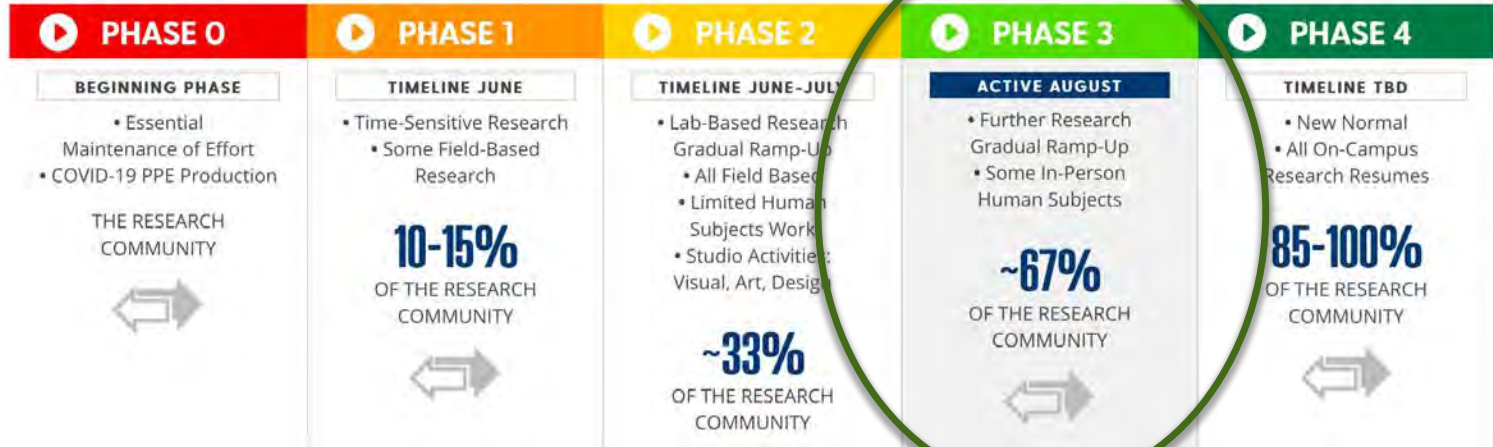 PHASE 0
BEGINNING PHASE
• Essential
Maintenance of Effort
• COVID-19 PPE Production
THE RESEARCH
COMMUNITY
PHASE 1
TIMELINE JUNE
• Time-Sensitive Research
• Some Field-Based
Research
10-15%
OF THE RESEARCH
COMMUNITY
PHASE 2
TIMELINE JUNE-JULY
• Lab-Based Research
Gradual Ramp-Up
• All Field Based
• Limited Human
Subjects Work
• Studio Activities:
Visual, Art, Design
~33%
OF THE RESEARCH
COMMUNITY
PHASE 3
ACTIVE AUGUST
• Further Research
Gradual Ramp-Up
• Some In-Person
Human Subjects
~67%
OF THE RESEARCH
COMMUNITY
PHASE 4
TIMELINE TBD
• New Normal
• All On-Campus
Research Resumes
85-100%
OF THE RESEARCH
COMMUNITY